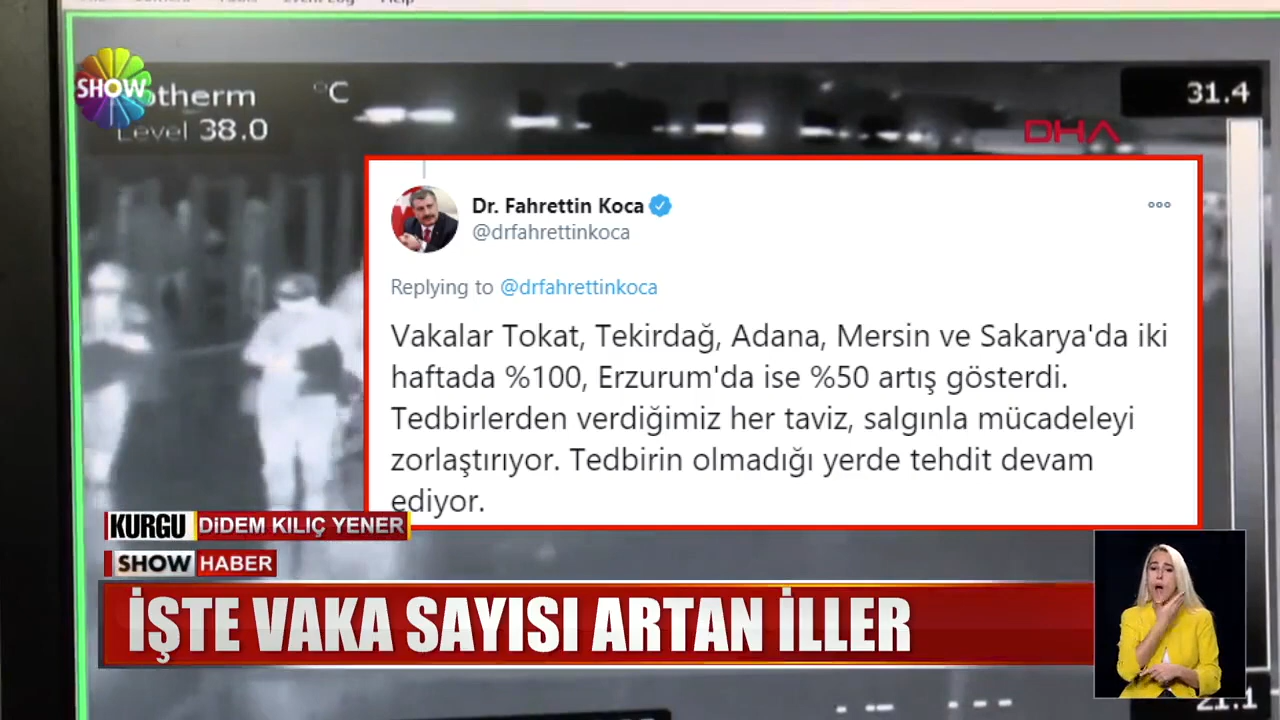 SHOW
otherm
°C
Level 38.0
31.4
DHA
Dr. Fahrettin Koca
@drfahrettinkoca
Replying to @drfahrettinkoca
Vakalar Tokat, Tekirdağ, Adana, Mersin ve Sakarya'da iki
haftada %100, Erzurum'da ise %50 artış gösterdi.
Tedbirlerden verdiğimiz her taviz, salgınla mücadeleyi
zorlaştırıyor. Tedbirin olmadığı yerde tehdit devam
ediyor.
KURGU DİDEM KILIÇ YENER
SHOW HABER
İŞTE VAKA SAYISI ARTAN İLLER
21.1